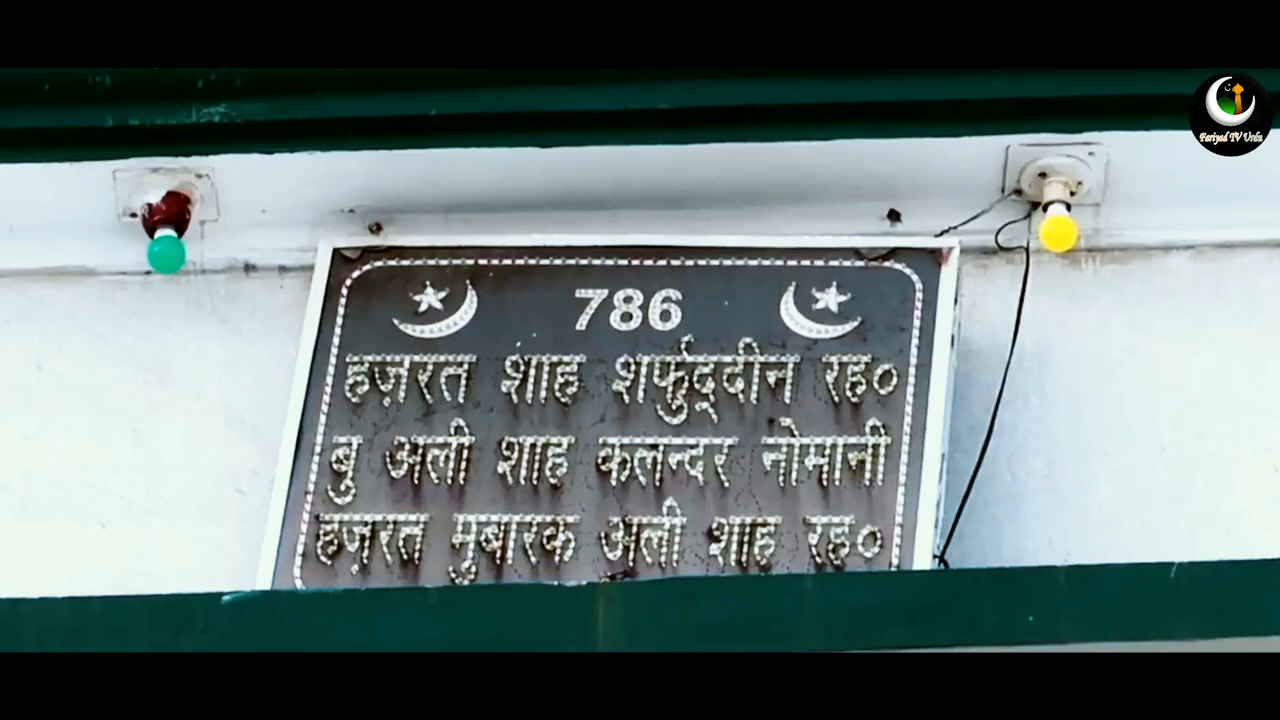 Fariyad TV Urdu
786
हज़रत शाह शर्फुद्दीन रह०
बु अली शाह कलन्दर नोमानी
हज़रत मुबारक अली शाह रह०